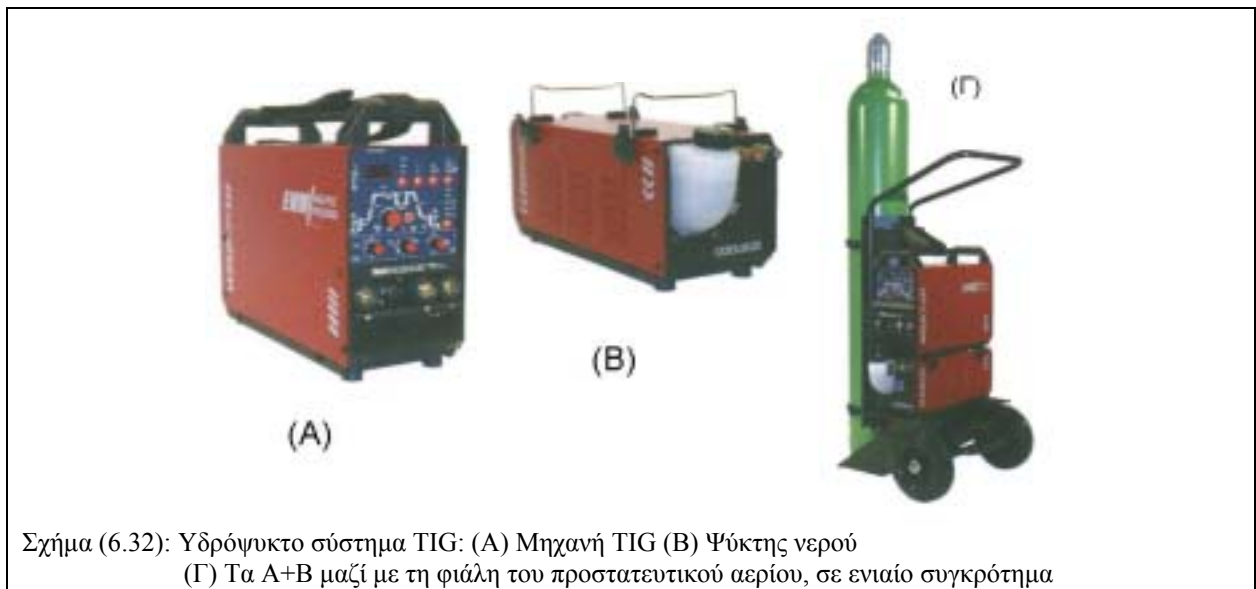 (Γ)
EWM
(B)
(A)
Σχήμα (6.32): Υδρόψυκτο σύστημα TIG: (Α) Μηχανή TIG (Β) Ψύκτης νερού
(Γ) Τα Α+Β μαζί με τη φιάλη του προστατευτικού αερίου, σε ενιαίο συγκρότημα